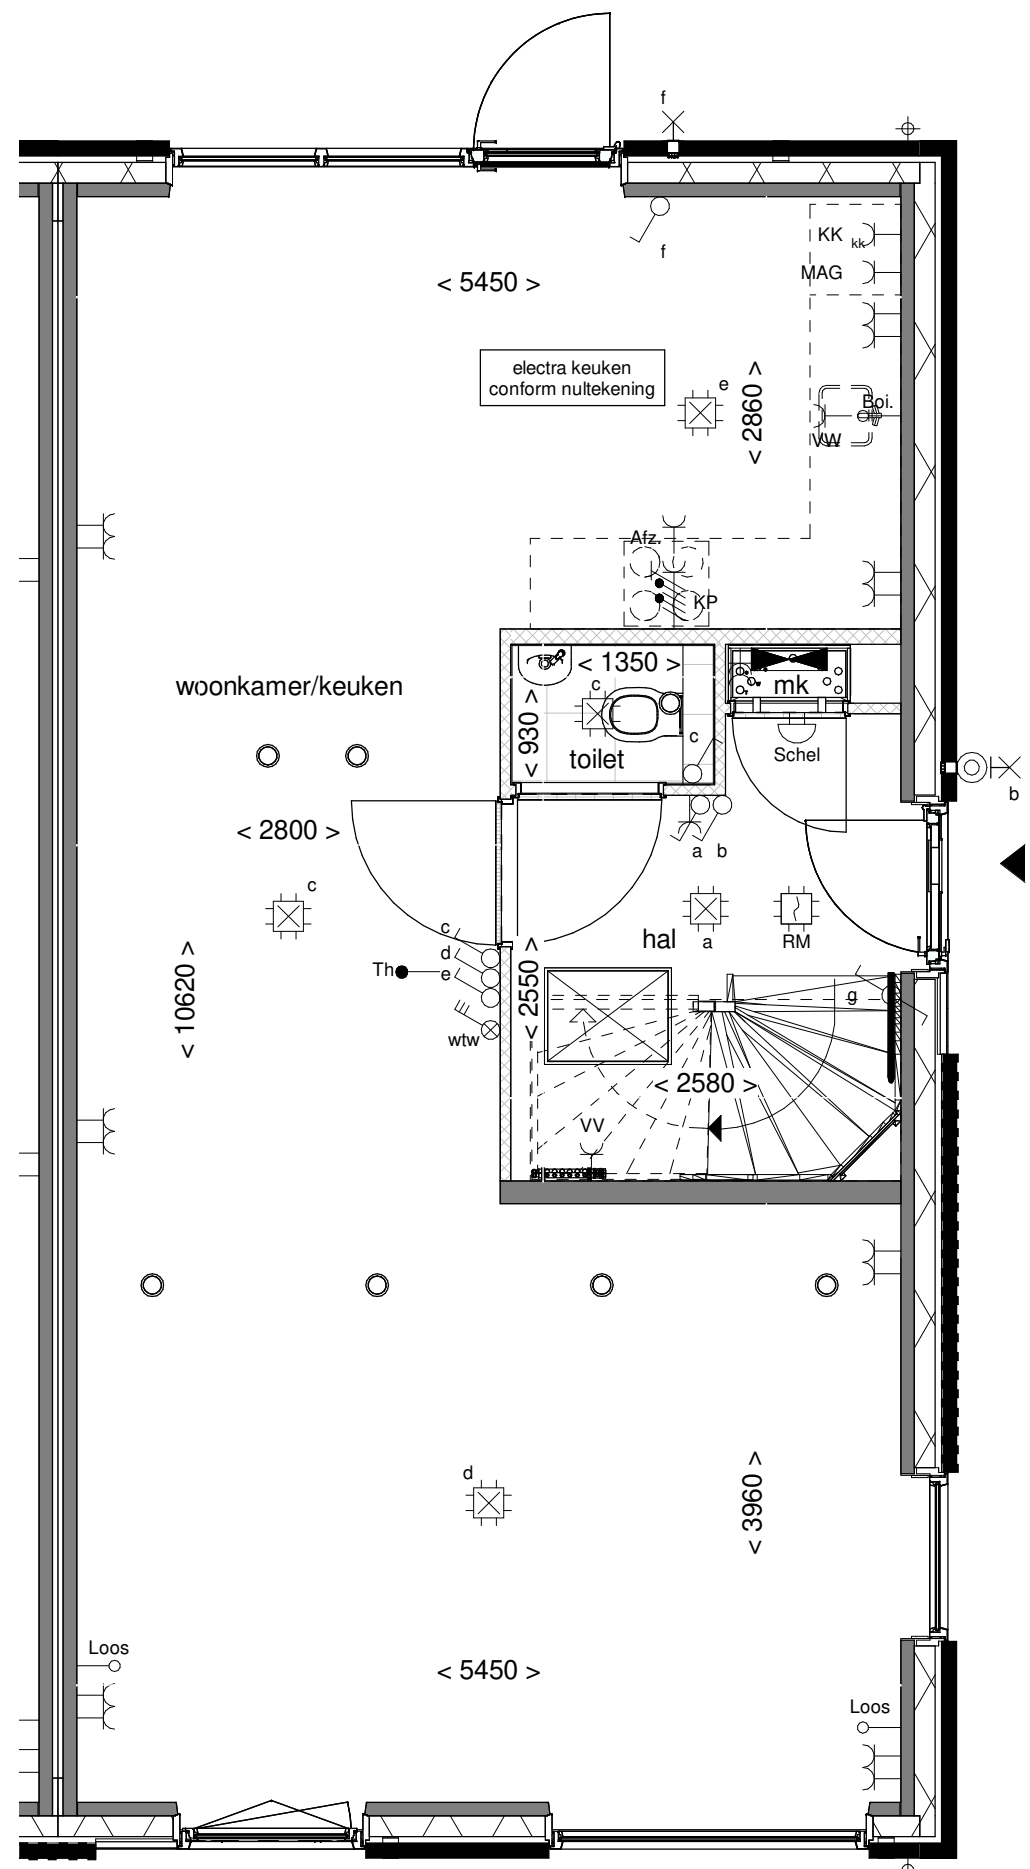 f
f
KK
kk
MAG
< 5450 >
electra keuken
conform nultekening
e
< 2860 >
Boi.
VW
Afz.
KP
woonkamer/keuken
< 1350 >
c
< 930 >
toilet
c
mk
Schel
b
< 2800 >
a
b
c
c
d
e
Th
wtw
hal
a
RM
g
< 2550 >
< 10620 >
< 2580 >
VV
d
< 3960 >
Loos
< 5450 >
Loos